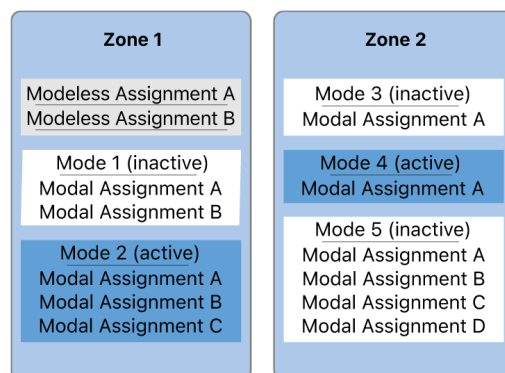 Zone 1
Modeless Assignment A
Modeless Assignment B
Mode 1 (inactive)
Modal Assignment A
Modal Assignment B
Mode 2 (active)
Modal Assignment A
Modal Assignment B
Modal Assignment C
Zone 2
Mode 3 (inactive)
Modal Assignment A
Mode 4 (active)
Modal Assignment A
Mode 5 (inactive)
Modal Assignment A
Modal Assignment B
Modal Assignment C
Modal Assignment D